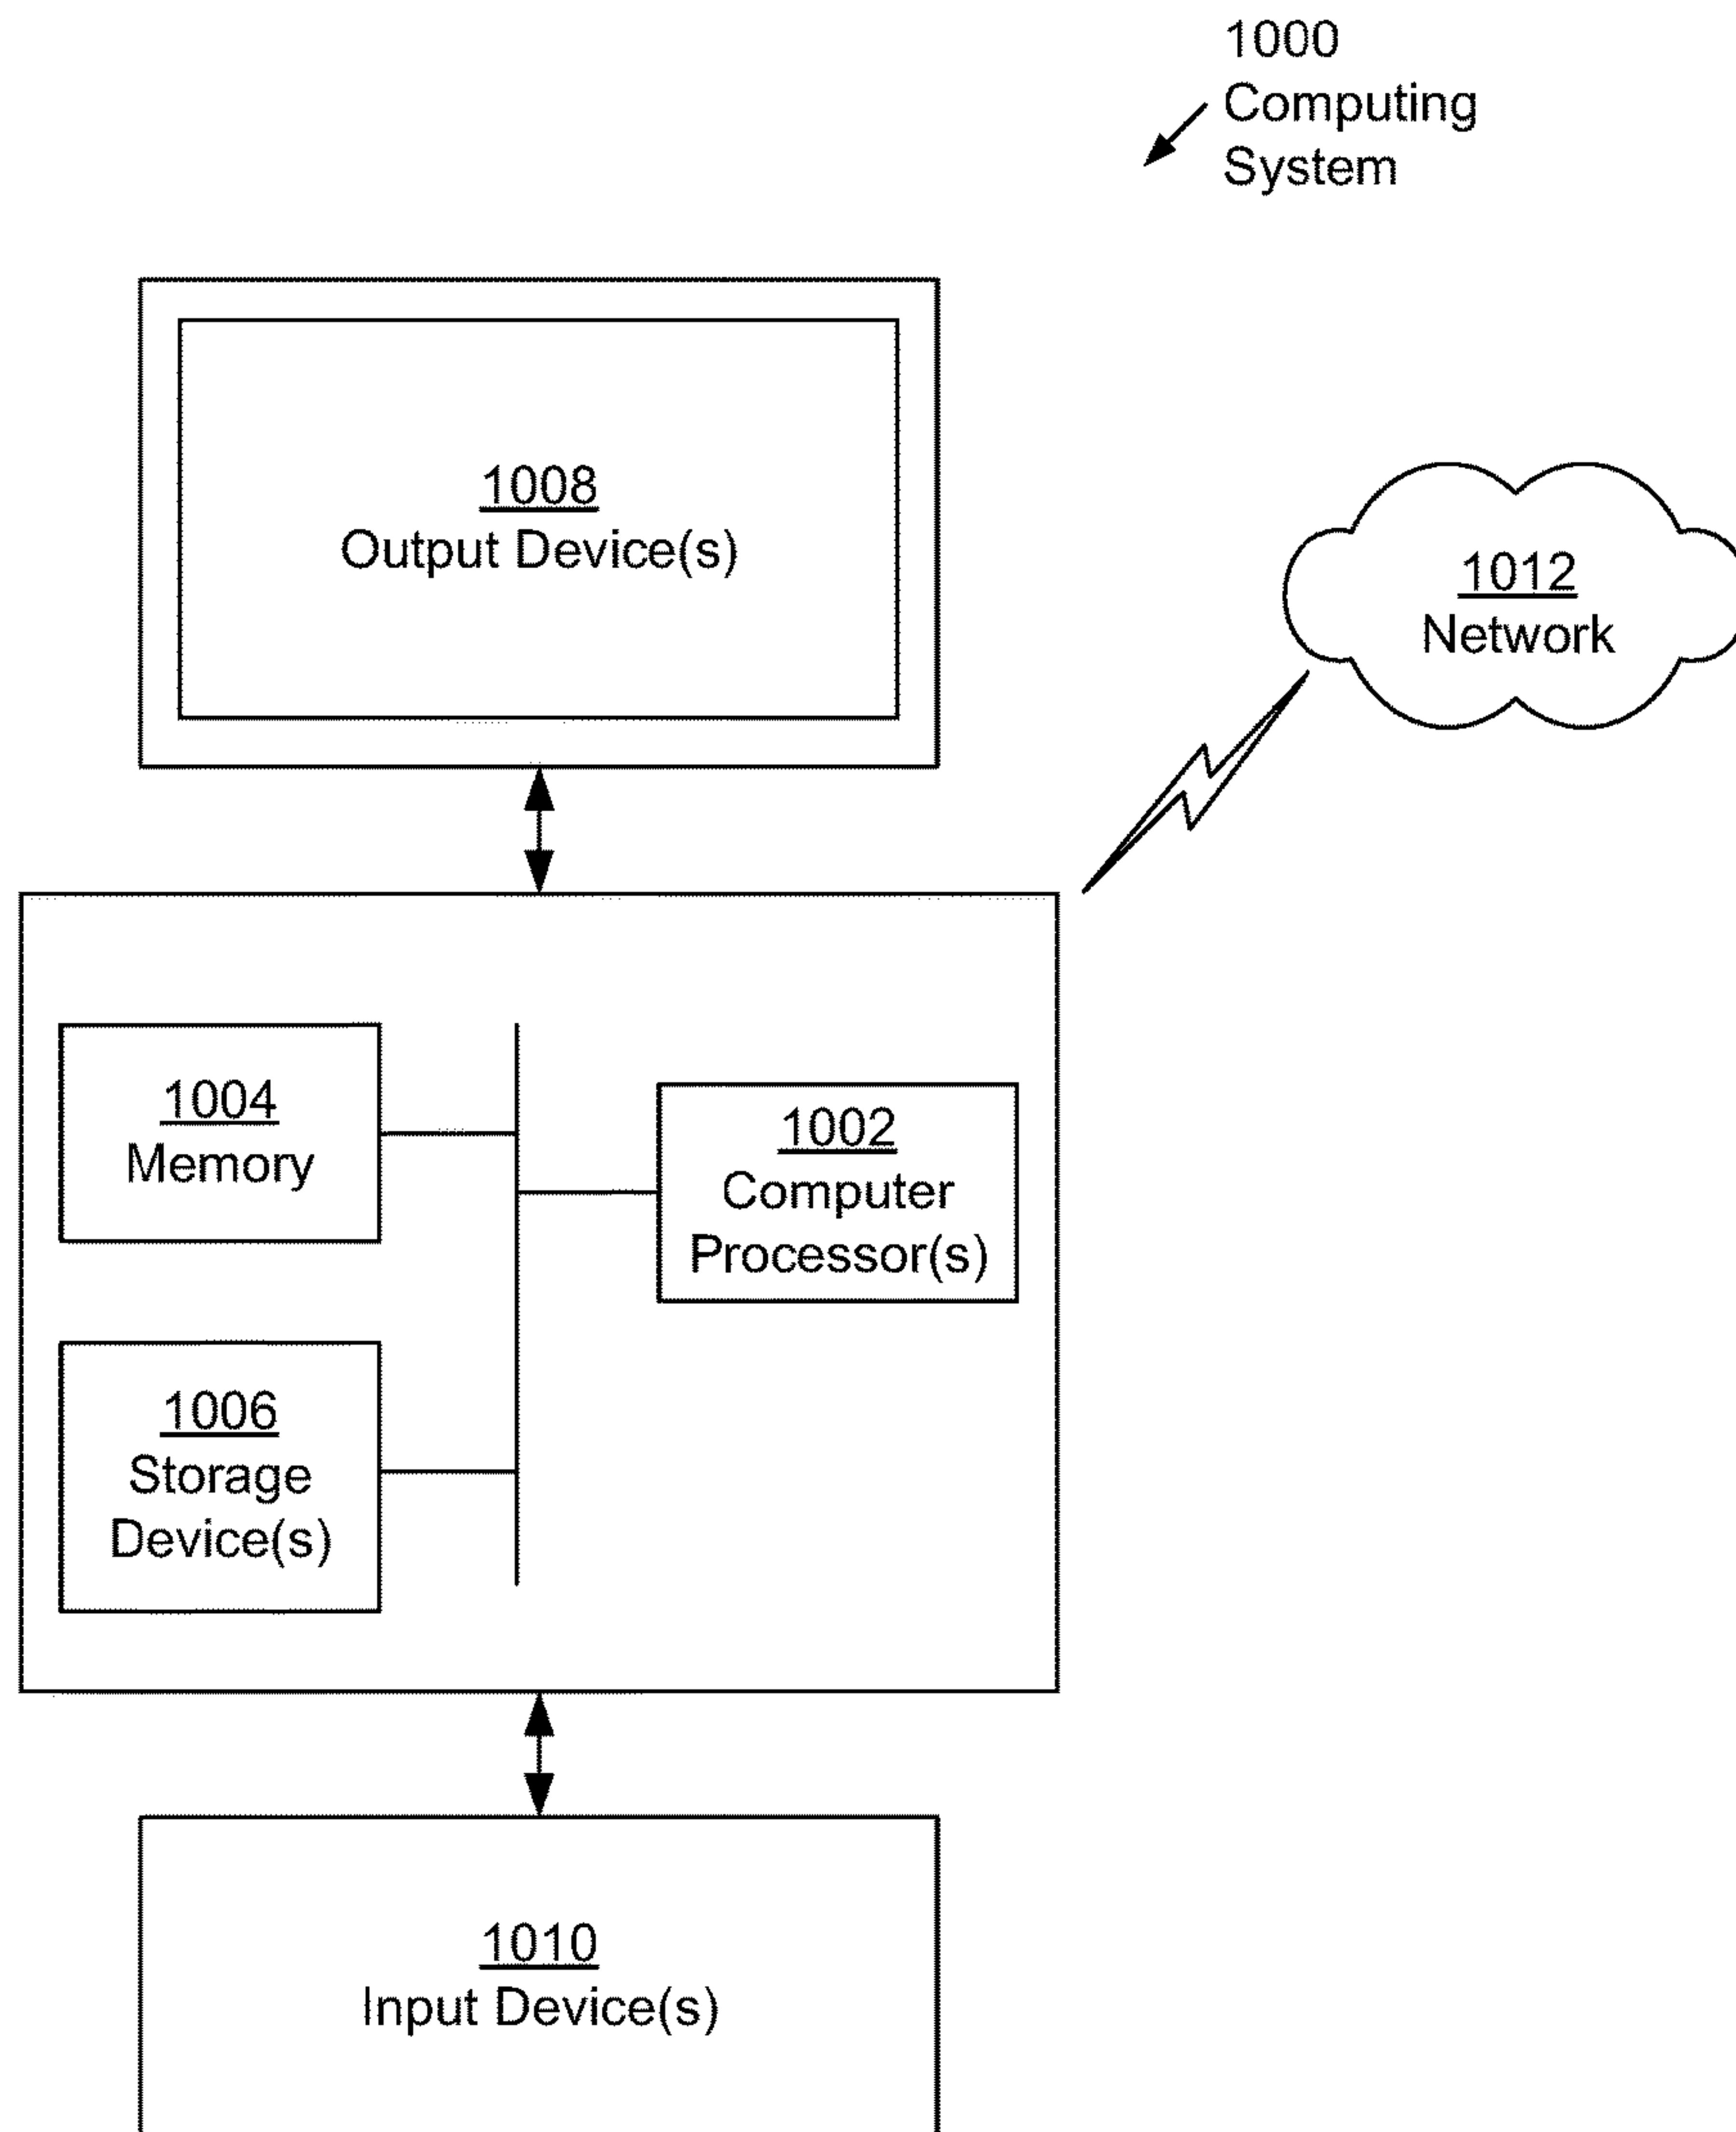 1000
Computing
System
1008
Output Device(s)
1012
Network
1004
Memory
1002
Computer
Processor(s)
1006
Storage
Device(s)
1010
Input Device(s)